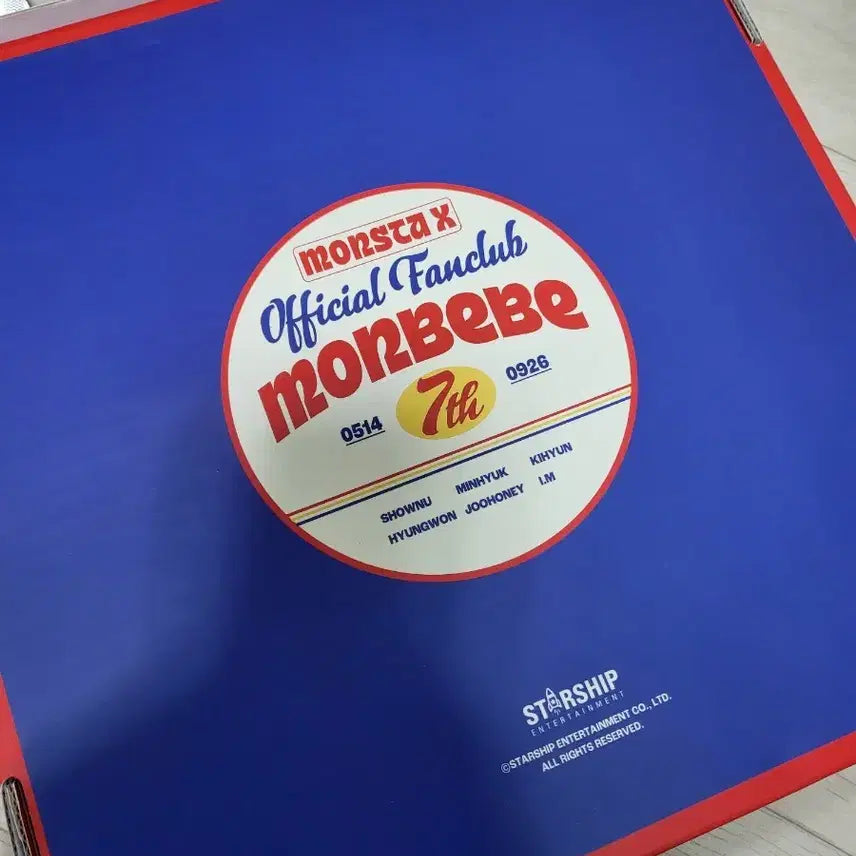 MONSTA X
Official Fanclub
MONBEBE
0514 7th 0926
SHOWNU MINHYUK KIHYUN
HYUNGWON JOOHONEY I.M
STARSHIP
ENTERTAINMENT
©STARSHIP ENTERTAINMENT CO., LTD.
ALL RIGHTS RESERVED.